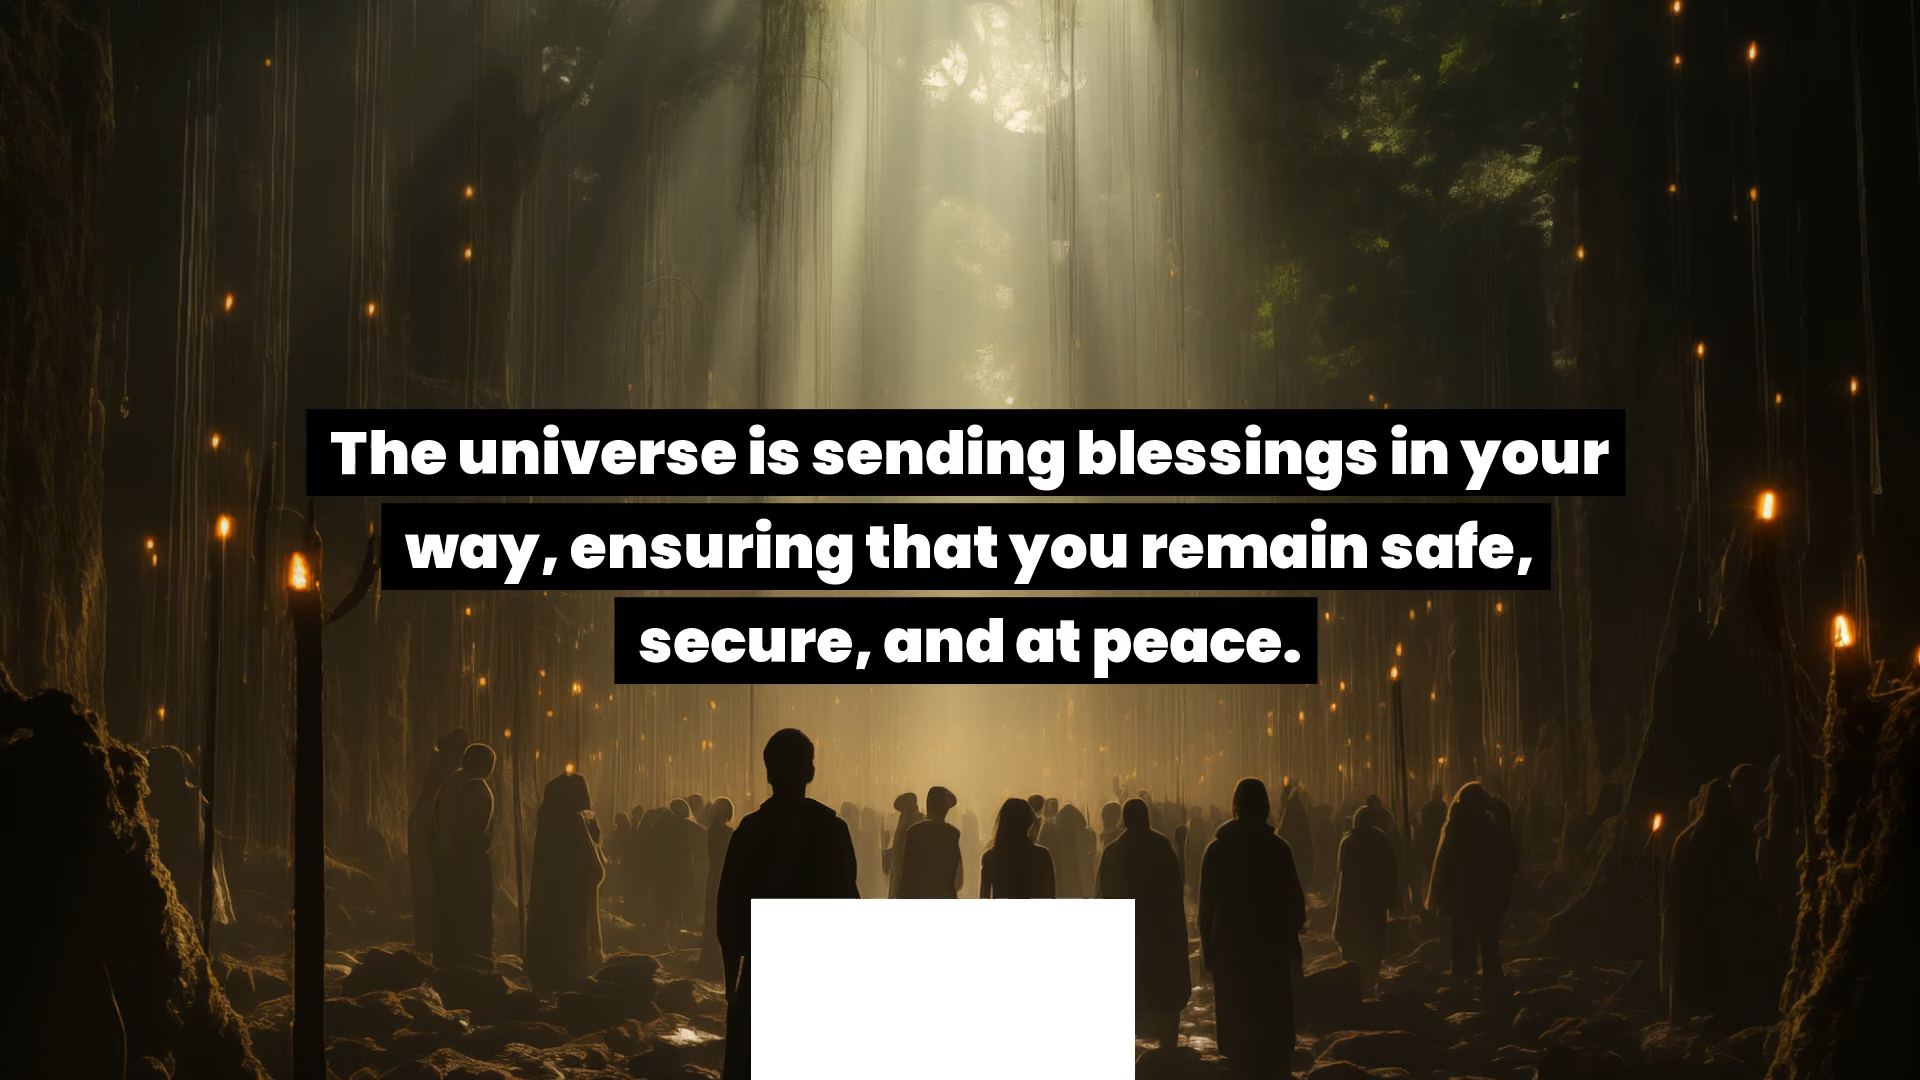 The universe is sending blessings in your
way, ensuring that you remain safe,
secure, and at peace.